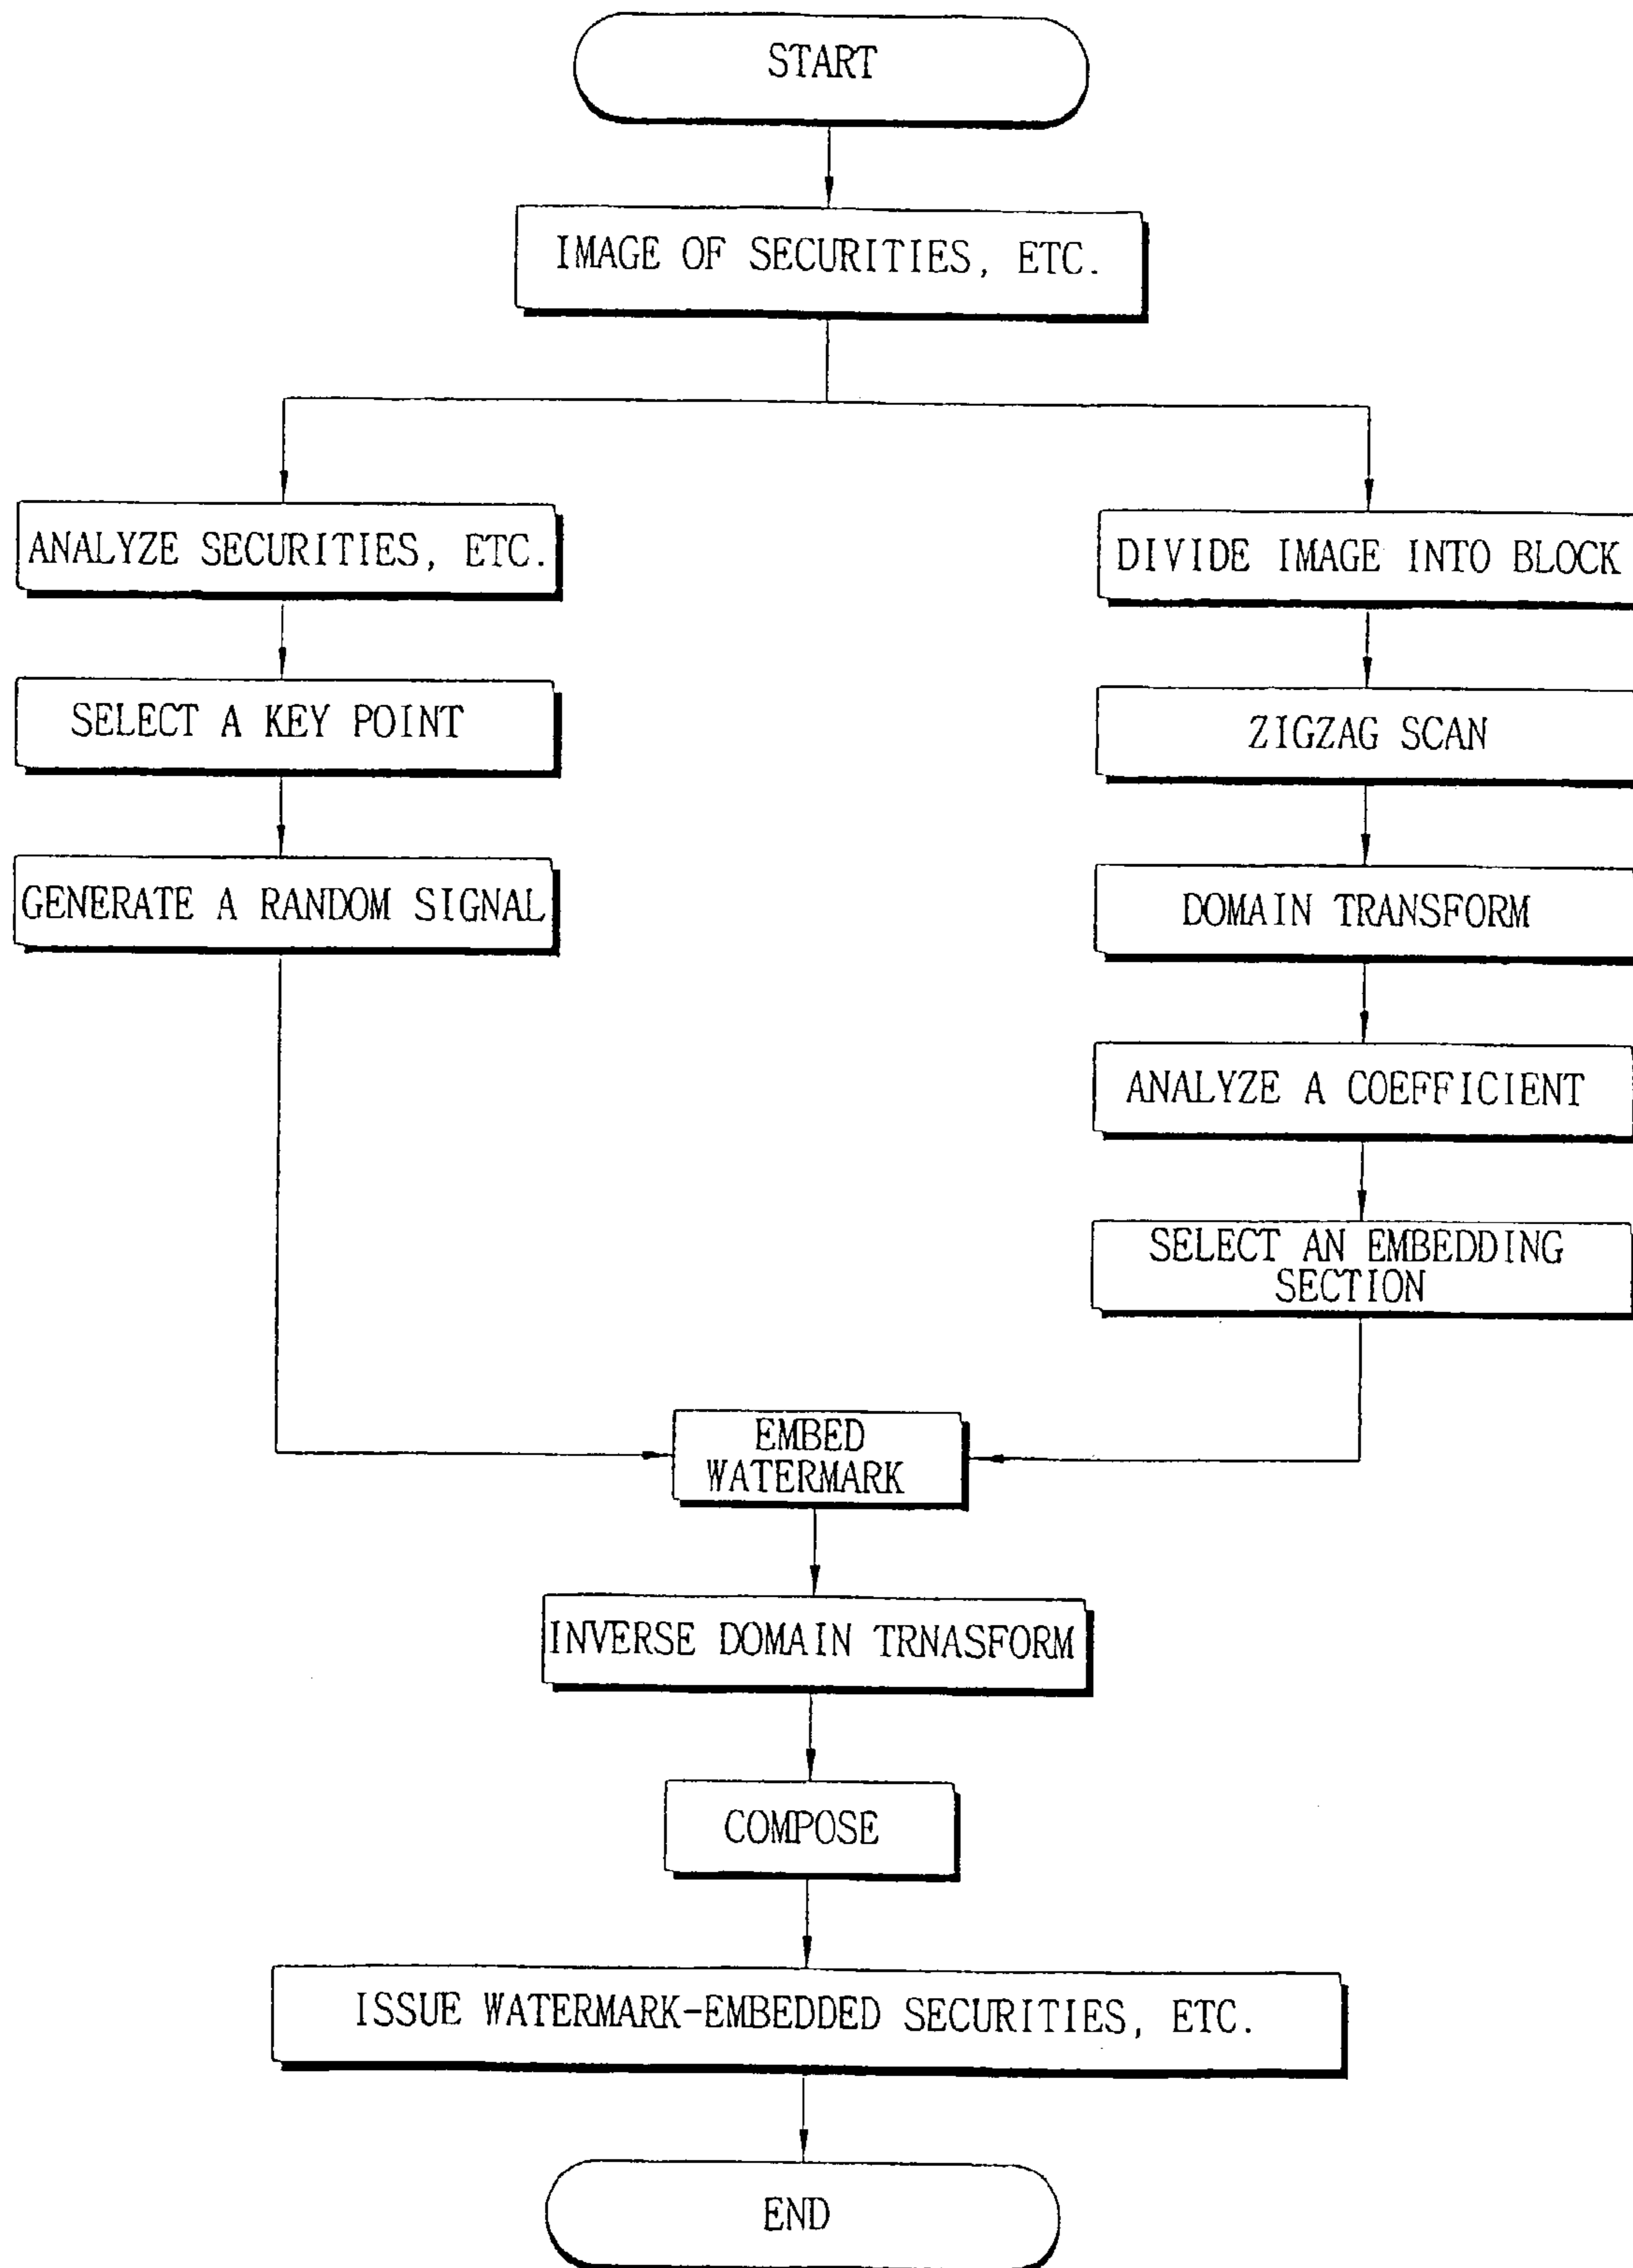 START
IMAGE OF SECURITIES, ETC.
ANALYZE SECURITIES, ETC.
SELECT A KEY POINT
GENERATE A RANDOM SIGNAL
DIVIDE IMAGE INTO BLOCK
ZIGZAG SCAN
DOMAIN TRANSFORM
ANALYZE A COEFFICIENT
SELECT AN EMBEDDING
SECTION
EMBED
WATERMARK
INVERSE DOMAIN TRNASFORM
COMPOSE
ISSUE WATERMARK-EMBEDDED SECURITIES, ETC.
END